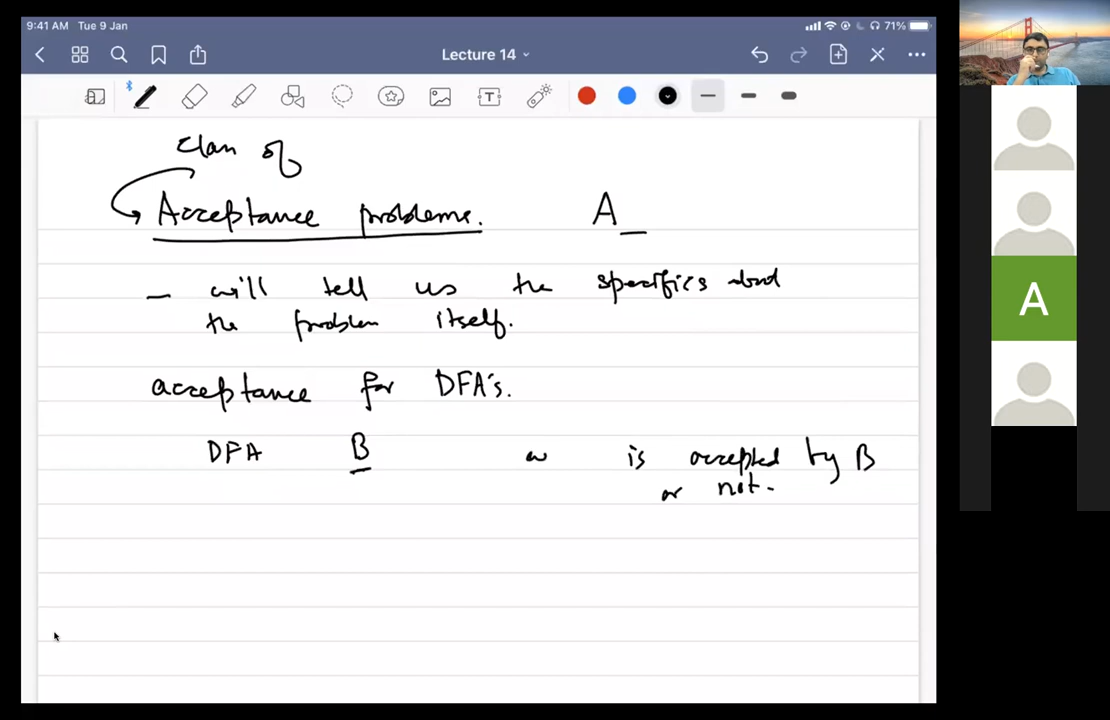 9:41 AM Tue 9 Jan
71%
Lecture 14
T
class of
Acceptance problems. A_
_ will tell us the specifics about
the problem itself.
acceptance for DFA's.
DFA B w is accepted by B
or not.
A